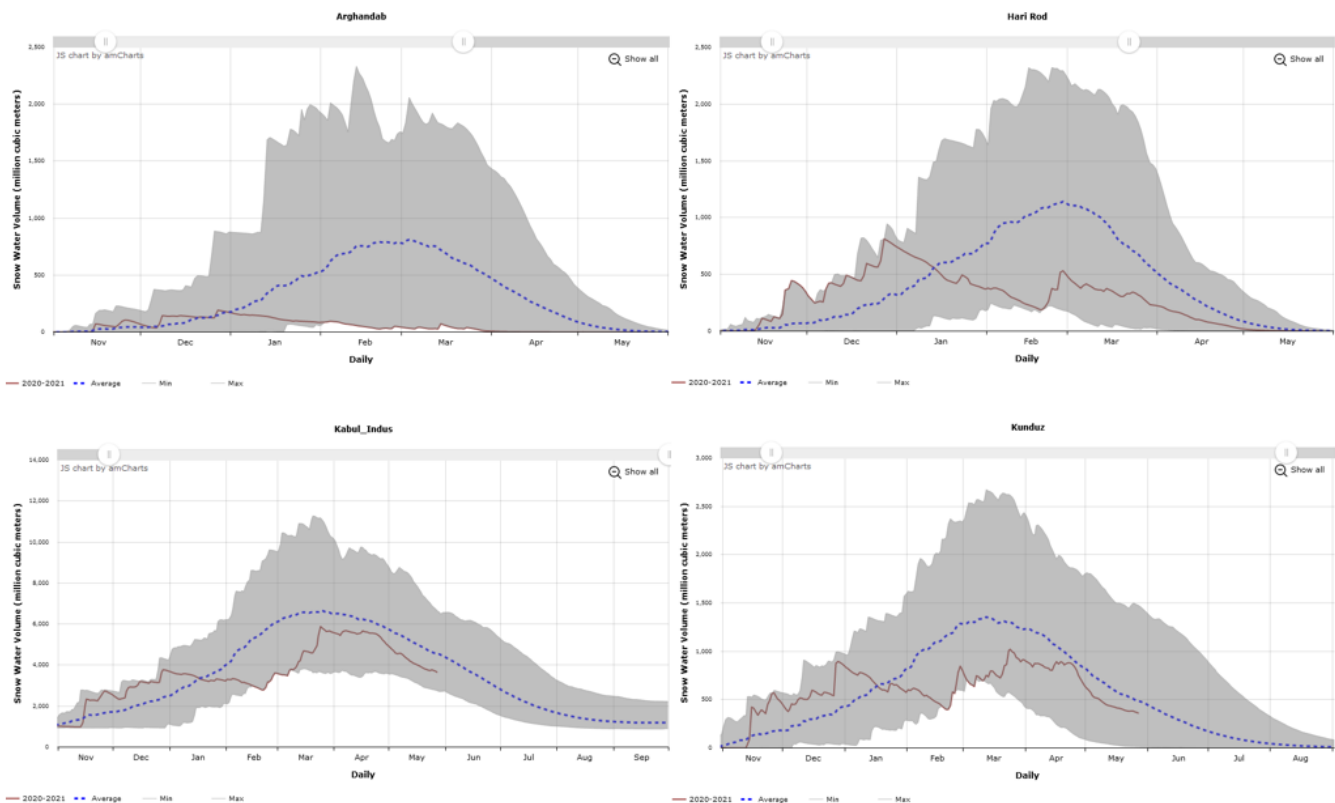 Arghandab
JS chart by amCharts
Show all
Snow Water Volume (million cubic meters)
2,500
2,000
1,500
1,000
500
0
Nov Dec Jan Feb Mar Apr May
Daily
2020-2021 Average Min Max
Hari Rod
JS chart by amCharts
Show all
Snow Water Volume (million cubic meters)
2,500
2,000
1,500
1,000
500
0
Nov Dec Jan Feb Mar Apr May
Daily
2020-2021 Average Min Max
Kabul_Indus
JS chart by amCharts
Show all
Snow Water Volume (million cubic meters)
14,000
12,000
10,000
8,000
6,000
4,000
2,000
0
Nov Dec Jan Feb Mar Apr May Jun Jul Aug Sep
Daily
2020-2021 Average Min Max
Kunduz
JS chart by amCharts
Show all
Snow Water Volume (million cubic meters)
3,000
2,500
2,000
1,500
1,000
500
0
Nov Dec Jan Feb Mar Apr May Jun Jul Aug
Daily
2020-2021 Average Min Max